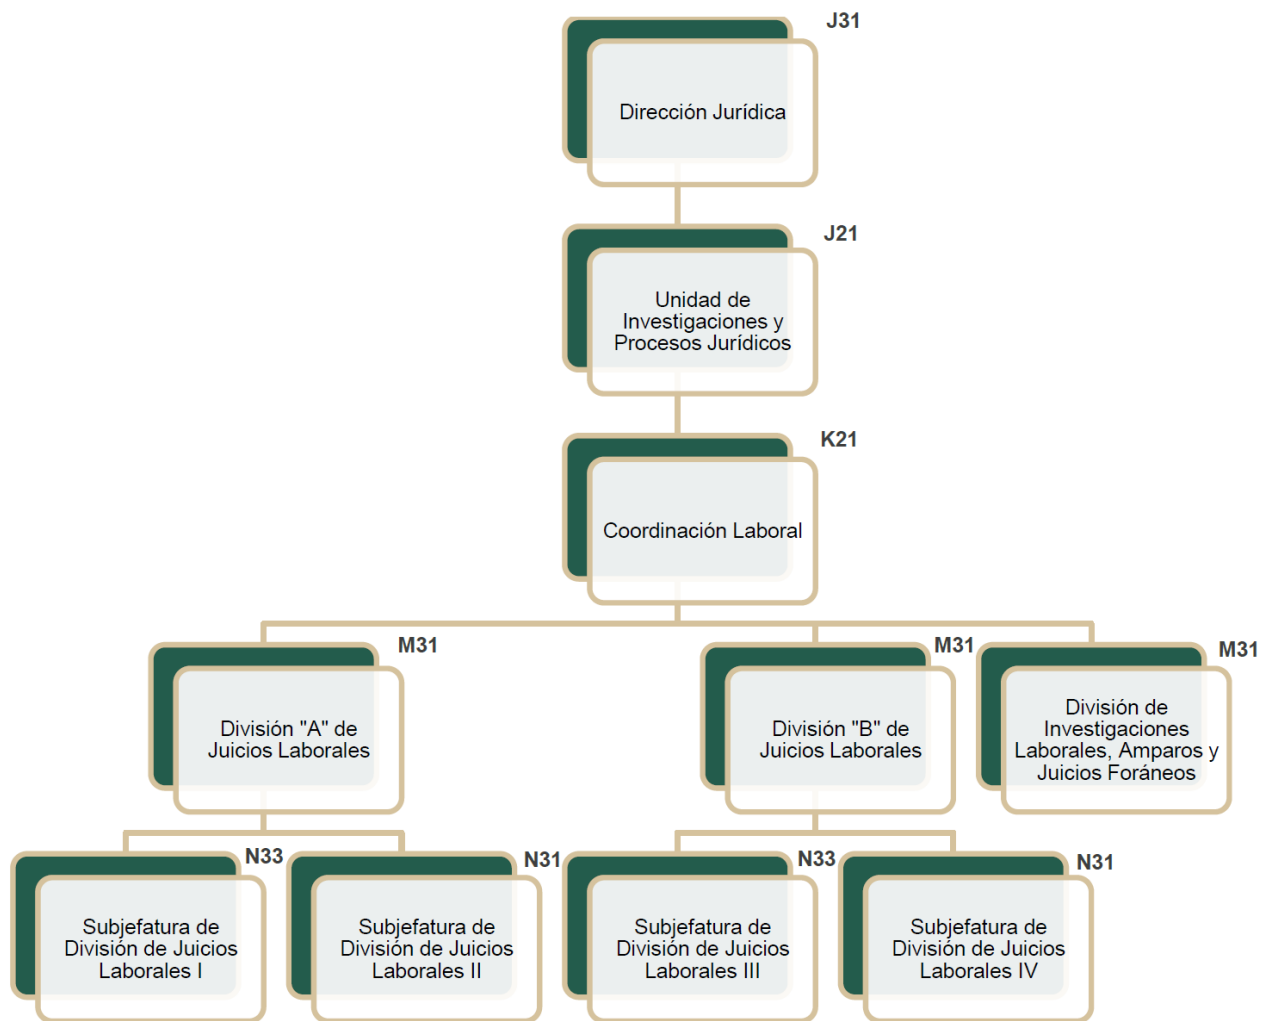 J31
Dirección Jurídica
J21
Unidad de
Investigaciones y
Procesos Jurídicos
K21
Coordinación Laboral
M31
División "A" de
Juicios Laborales
M31
División "B" de
Juicios Laborales
M31
División de
Investigaciones
Laborales, Amparos y
Juicios Foráneos
N33
Subjefatura de
División de Juicios
Laborales I
N31
Subjefatura de
División de Juicios
Laborales II
N33
Subjefatura de
División de Juicios
Laborales III
N31
Subjefatura de
División de Juicios
Laborales IV